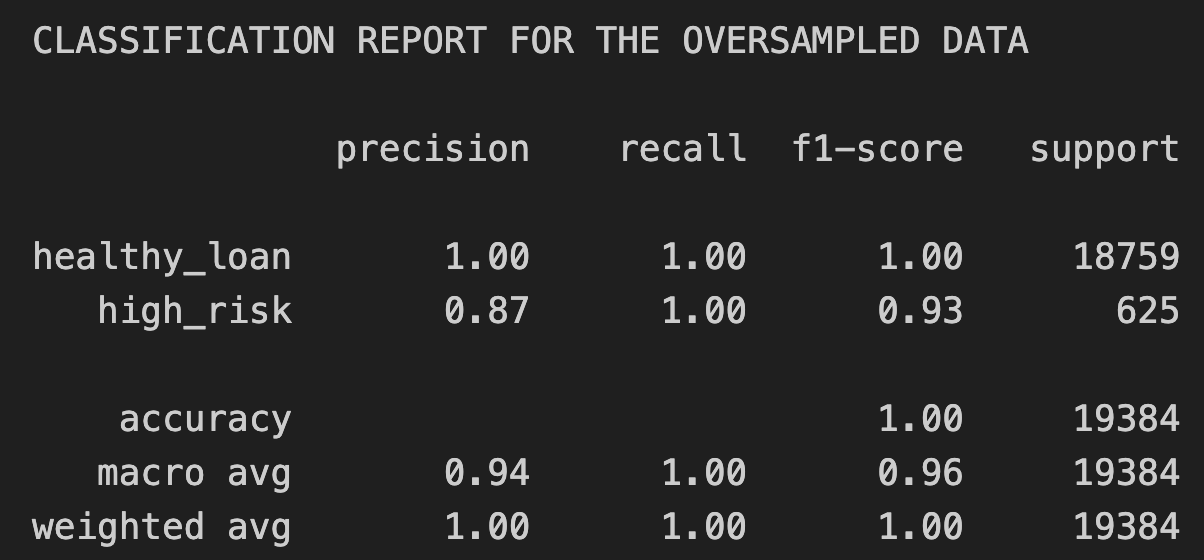 CLASSIFICATION REPORT FOR THE OVERSAMPLED DATA
precision recall f1-score support
healthy_loan 1.00 1.00 1.00 18759
high_risk 0.87 1.00 0.93 625
accuracy 1.00 19384
macro avg 0.94 1.00 0.96 19384
weighted avg 1.00 1.00 1.00 19384